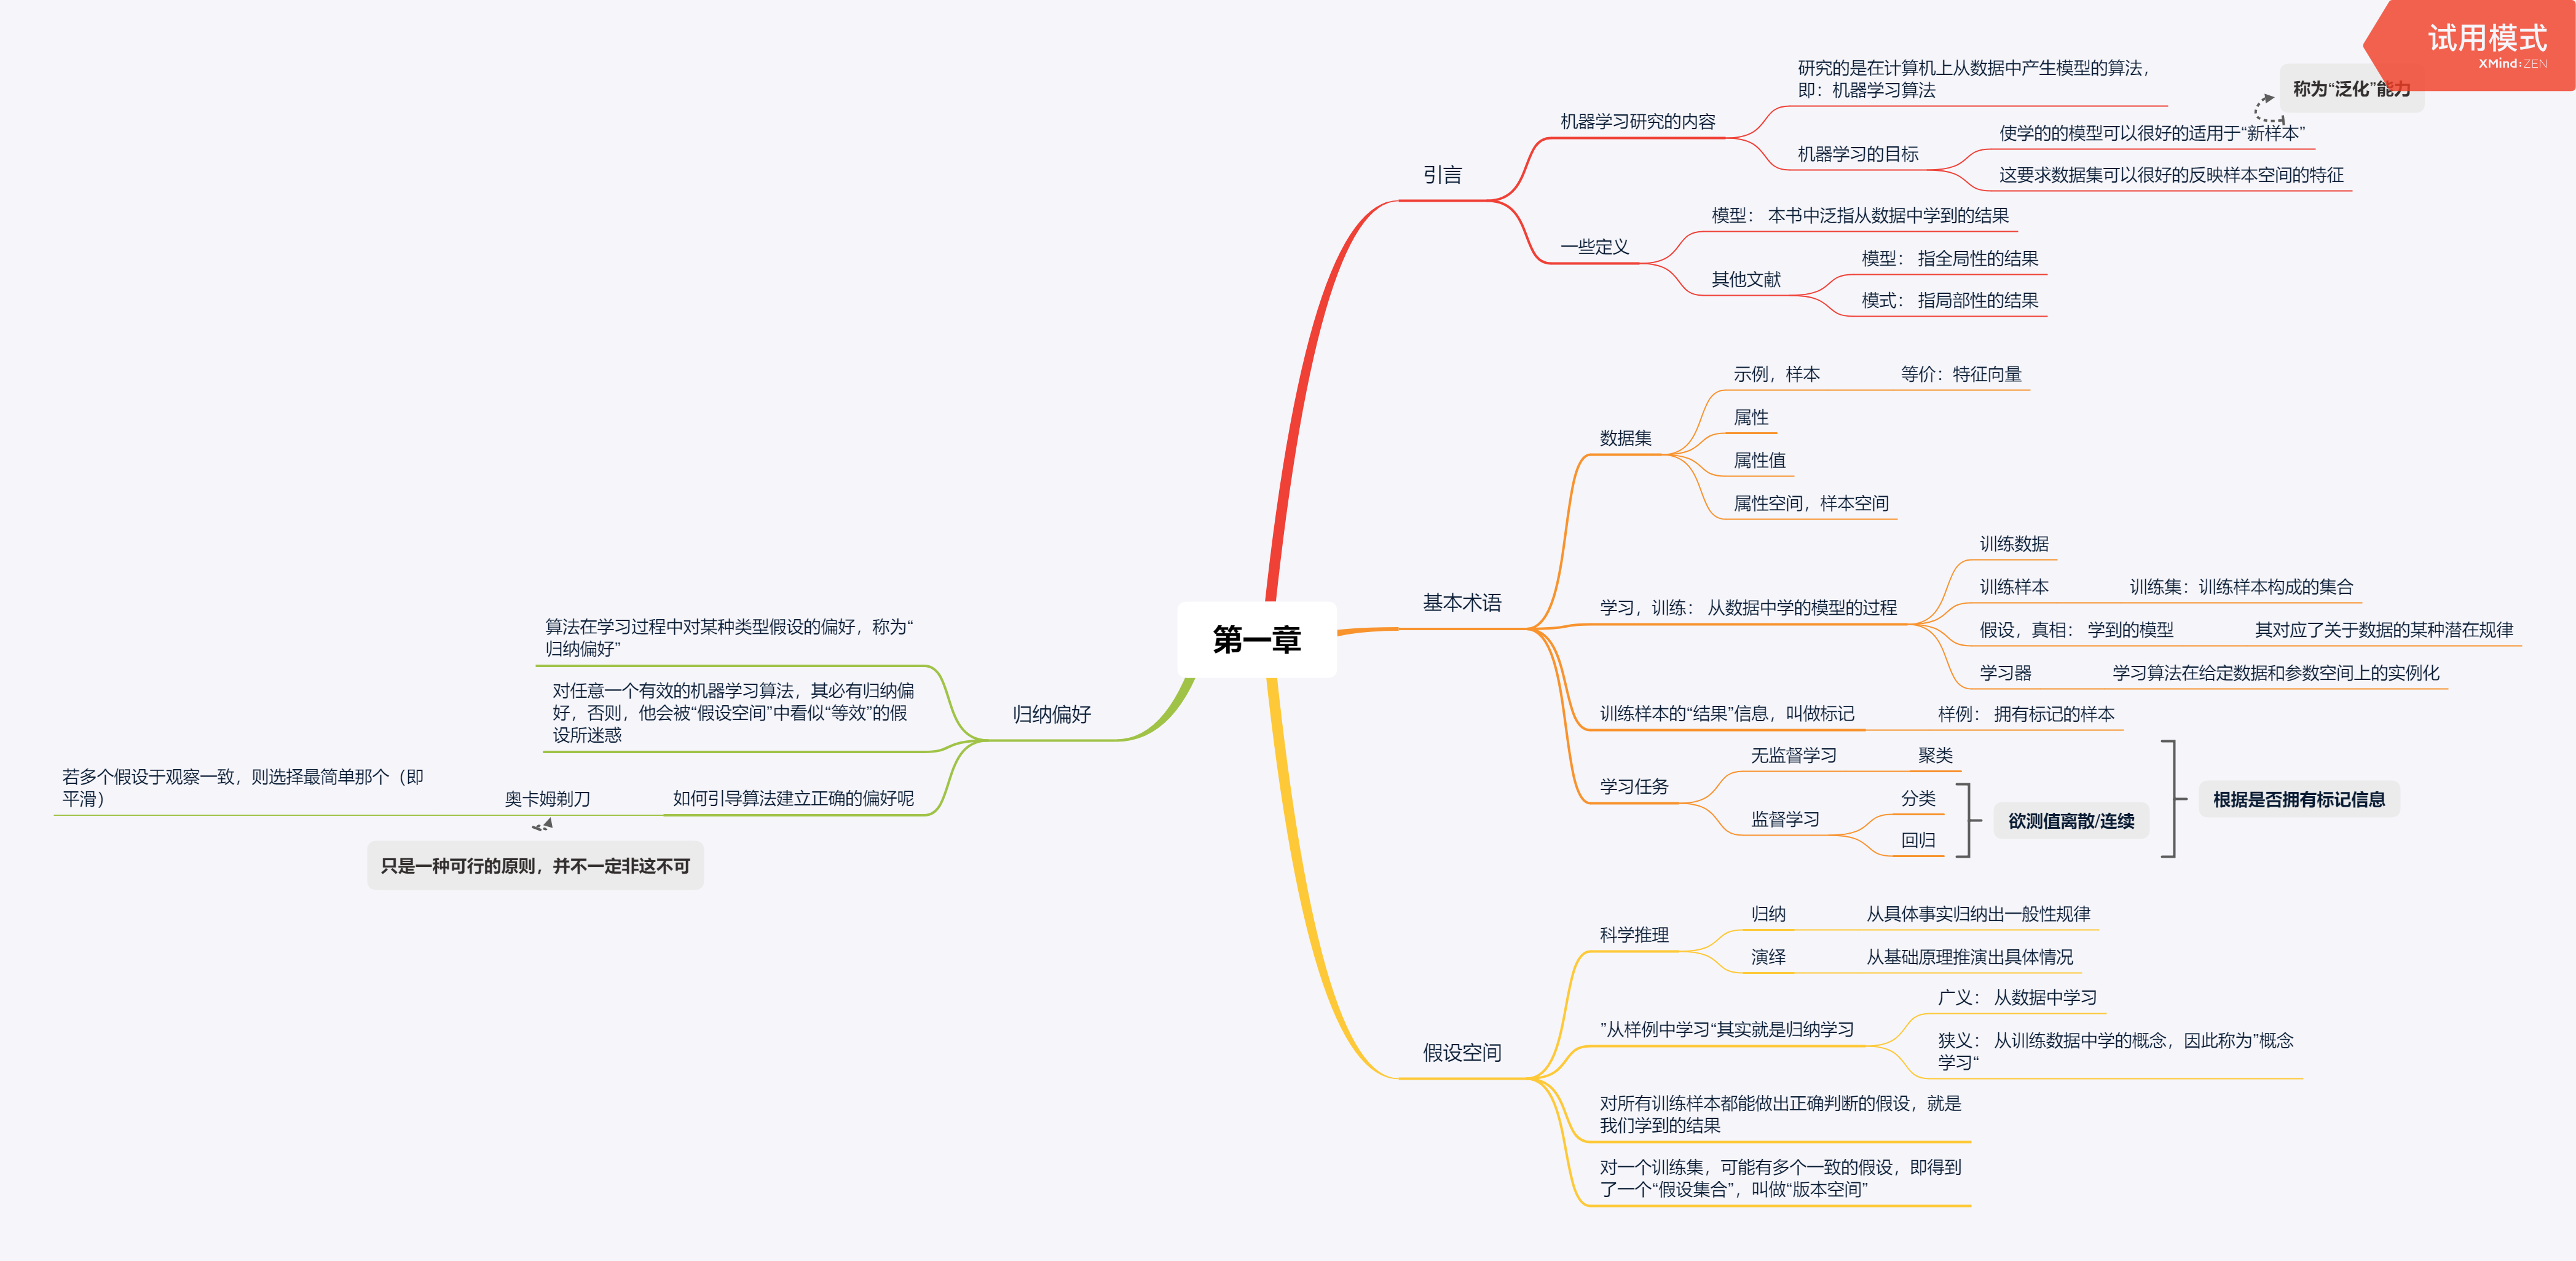 试用模式
XMind:ZEN
称为“泛化”能力
第一章
引言
机器学习研究的内容
研究的是在计算机上从数据中产生模型的算法，
即：机器学习算法
机器学习的目标
使学的的模型可以很好的适用于“新样本”
这要求数据集可以很好的反映样本空间的特征
一些定义
模型： 本书中泛指从数据中学到的结果
其他文献
模型： 指全局性的结果
模式： 指局部性的结果
基本术语
数据集
示例，样本
等价：特征向量
属性
属性值
属性空间，样本空间
学习，训练： 从数据中学的模型的过程
训练数据
训练样本
训练集：训练样本构成的集合
假设，真相： 学到的模型
其对应了关于数据的某种潜在规律
学习器
学习算法在给定数据和参数空间上的实例化
训练样本的“结果”信息，叫做标记
样例： 拥有标记的样本
学习任务
无监督学习
聚类
监督学习
分类
回归
欲测值离散/连续
根据是否拥有标记信息
假设空间
科学推理
归纳
从具体事实归纳出一般性规律
演绎
从基础原理推演出具体情况
”从样例中学习“其实就是归纳学习
广义： 从数据中学习
狭义： 从训练数据中学的概念，因此称为”概念
学习“
对所有训练样本都能做出正确判断的假设，就是
我们学到的结果
对一个训练集，可能有多个一致的假设，即得到
了一个“假设集合”，叫做“版本空间”
归纳偏好
算法在学习过程中对某种类型假设的偏好，称为“
归纳偏好”
对任意一个有效的机器学习算法，其必有归纳偏
好，否则，他会被“假设空间”中看似“等效”的假
设所迷惑
如何引导算法建立正确的偏好呢
奥卡姆剃刀
若多个假设于观察一致，则选择最简单那个（即
平滑）
只是一种可行的原则，并不一定非这不可